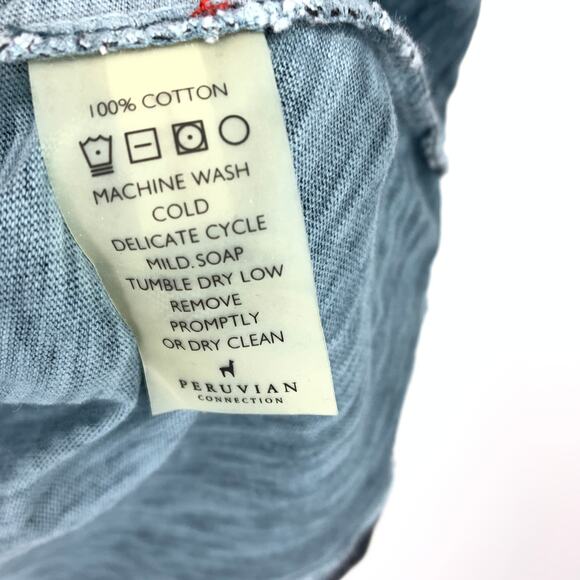 100% COTTON
MACHINE WASH
COLD
DELICATE CYCLE
MILD.SOAP
TUMBLE DRY LOW
REMOVE
PROMPTLY
OR DRY CLEAN
PERUVIAN
CONNECTION